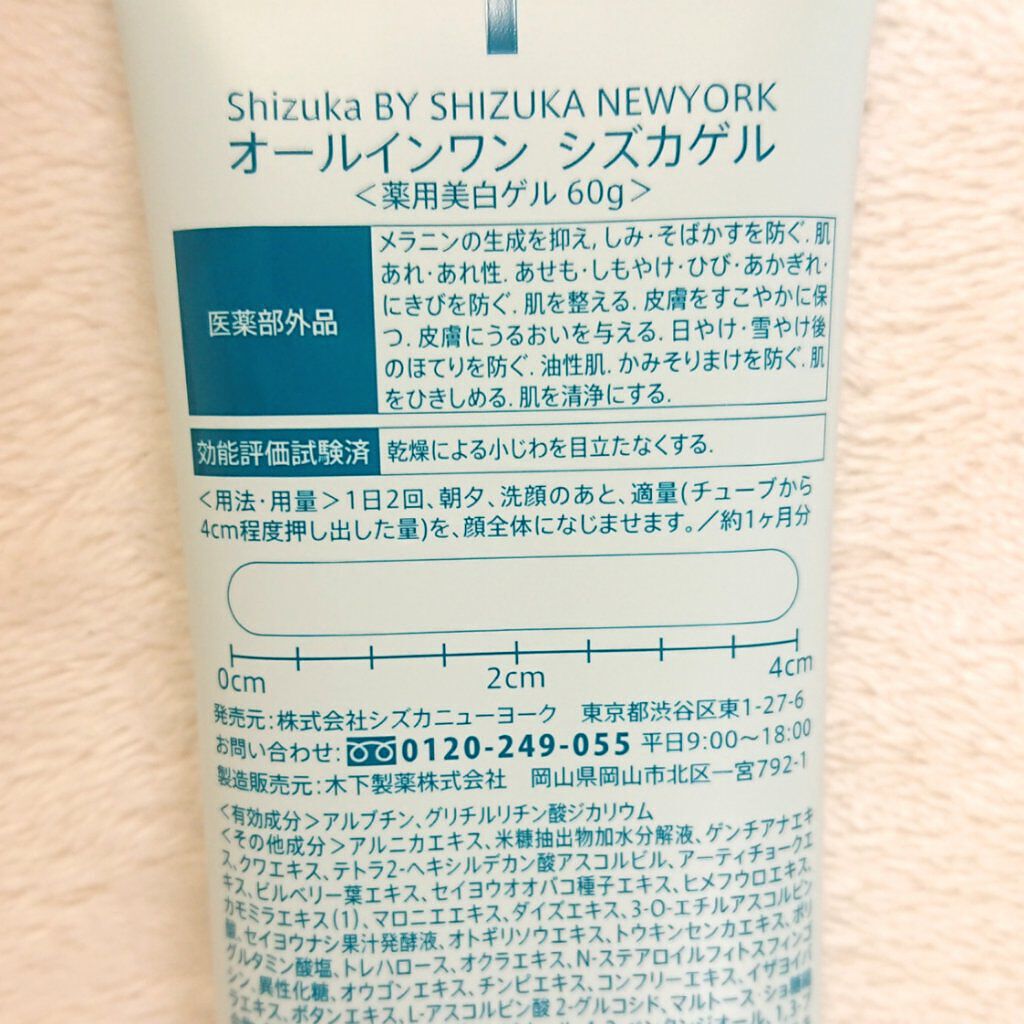 Shizuka BY SHIZUKA NEWYORK
オールインワン シズカゲル
＜薬用美白ゲル 60g＞
医薬部外品
メラニンの生成を抑え, しみ・そばかすを防ぐ. 肌
あれ・あれ性. あせも・しもやけ・ひび・あかぎれ・
にきびを防ぐ. 肌を整える. 皮膚をすこやかに保
つ. 皮膚にうるおいを与える. 日やけ・雪やけ後
のほてりを防ぐ. 油性肌. かみそりまけを防ぐ. 肌
をひきしめる. 肌を清浄にする.
効能評価試験済
乾燥による小じわを目立たなくする.
＜用法・用量＞1日2回、朝夕、洗顔のあと、適量(チューブから
4cm程度押し出した量)を、顔全体になじませます。／約1ヶ月分
0cm 2cm 4cm
発売元：株式会社シズカニューヨーク 東京都渋谷区東1-27-6
お問い合わせ： 0120-249-055 平日9:00～18:00
製造販売元：木下製薬株式会社 岡山県岡山市北区一宮792-1
＜有効成分＞アルブチン、グリチルリチン酸ジカリウム
＜その他成分＞アルニカエキス、米糠抽出物加水分解液、ゲンチアナエキ
ス、クワエキス、テトラ2-ヘキシルデカン酸アスコルビル、アーティチョークエ
キス、ビルベリー葉エキス、セイヨウオオバコ種子エキス、ヒメフウロエキス、
カモミラエキス(1)、マロニエエキス、ダイズエキス、3-O-エチルアスコルビン
酸、セイヨウナシ果汁発酵液、オトギリソウエキス、トウキンセンカエキス、ポリ
グルタミン酸塩、トレハロース、オクラエキス、N-ステアロイルフィトスフィンゴ
シン、異性化糖、オウゴンエキス、チンピエキス、コンフリーエキス、イザヨイバ
ラエキス、ボタンエキス、L-アスコルビン酸 2-グルコシド、マルトース・ショ糖縮